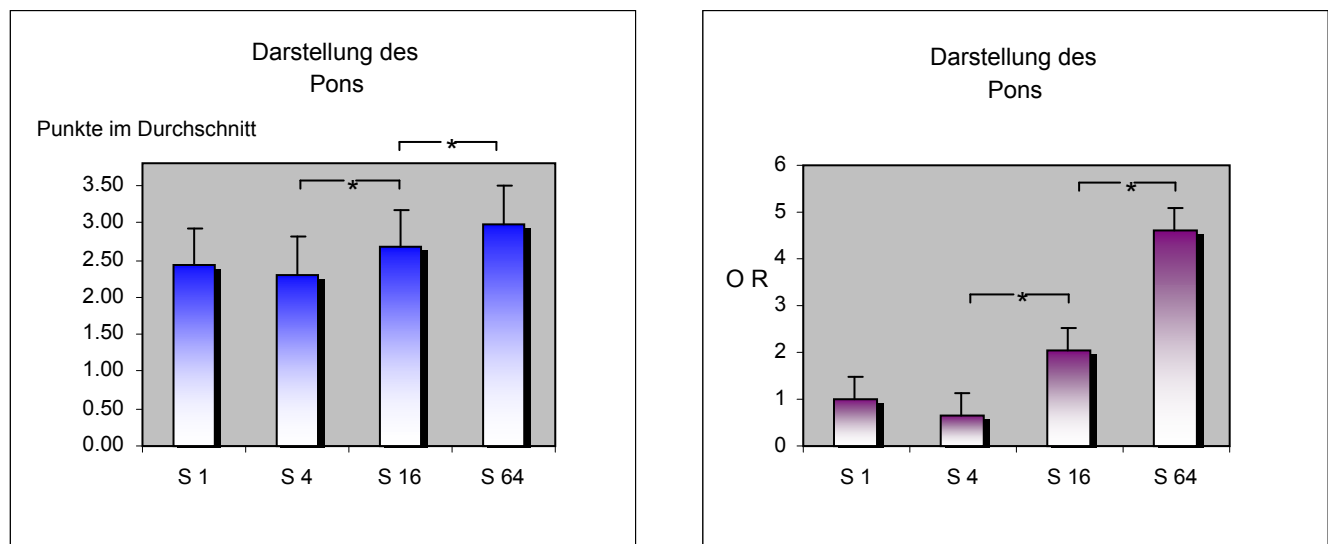 Darstellung des
Pons
Punkte im Durchschnitt
*
*
3.50
3.00
2.50
2.00
1.50
1.00
0.50
0.00
S 1 S 4 S 16 S 64
Darstellung des
Pons
*
*
6
5
4
O R
3
2
1
0
S 1 S 4 S 16 S 64